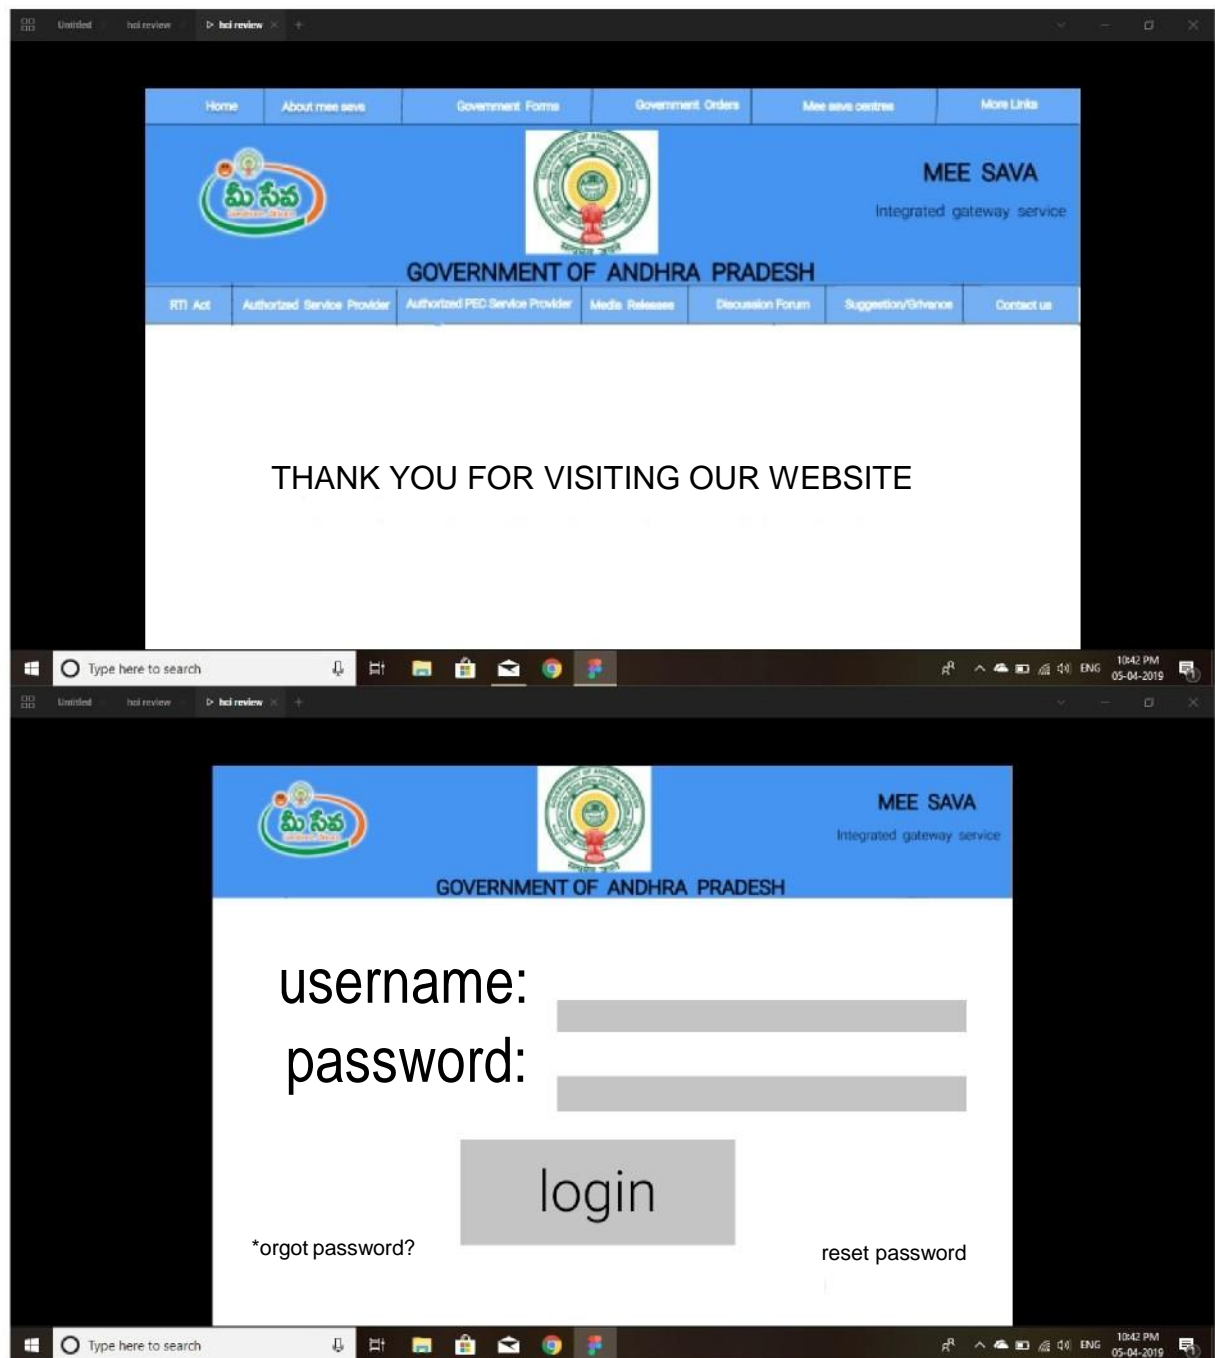 Untitled hci review hci review
Home About mee sava Government Forms Government Orders Mee seva centres More Links
మీ సేవ
MEE SAVA
Integrated gateway service
GOVERNMENT OF ANDHRA PRADESH
RTI Act Authorized Service Provider Authorized PEC Service Provider Media Releases Discussion Forum Suggestion/Grivance Contact us
THANK YOU FOR VISITING OUR WEBSITE
Type here to search ENG 10:42 PM
05-04-2019
Untitled hci review hci review
మీ సేవ
MEE SAVA
Integrated gateway service
GOVERNMENT OF ANDHRA PRADESH
username:
password:
login
*orgot password? reset password
Type here to search ENG 10:42 PM
05-04-2019